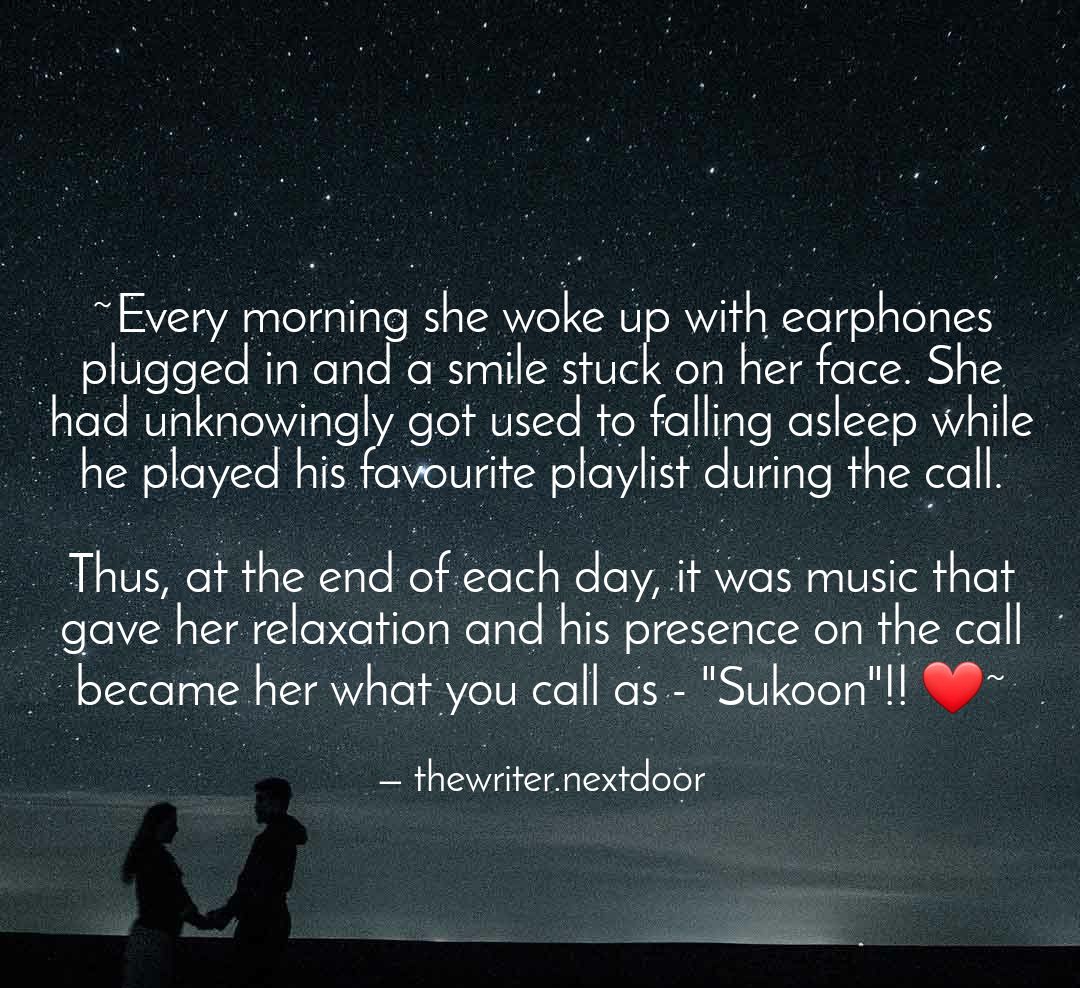 ~Every morning she woke up with earphones
plugged in and a smile stuck on her face. She
had unknowingly got used to falling asleep while
he played his favourite playlist during the call.
Thus, at the end of each day, it was music that
gave her relaxation and his presence on the call
became her what you call as - "Sukoon"!! ❤️~
— thewriter.nextdoor